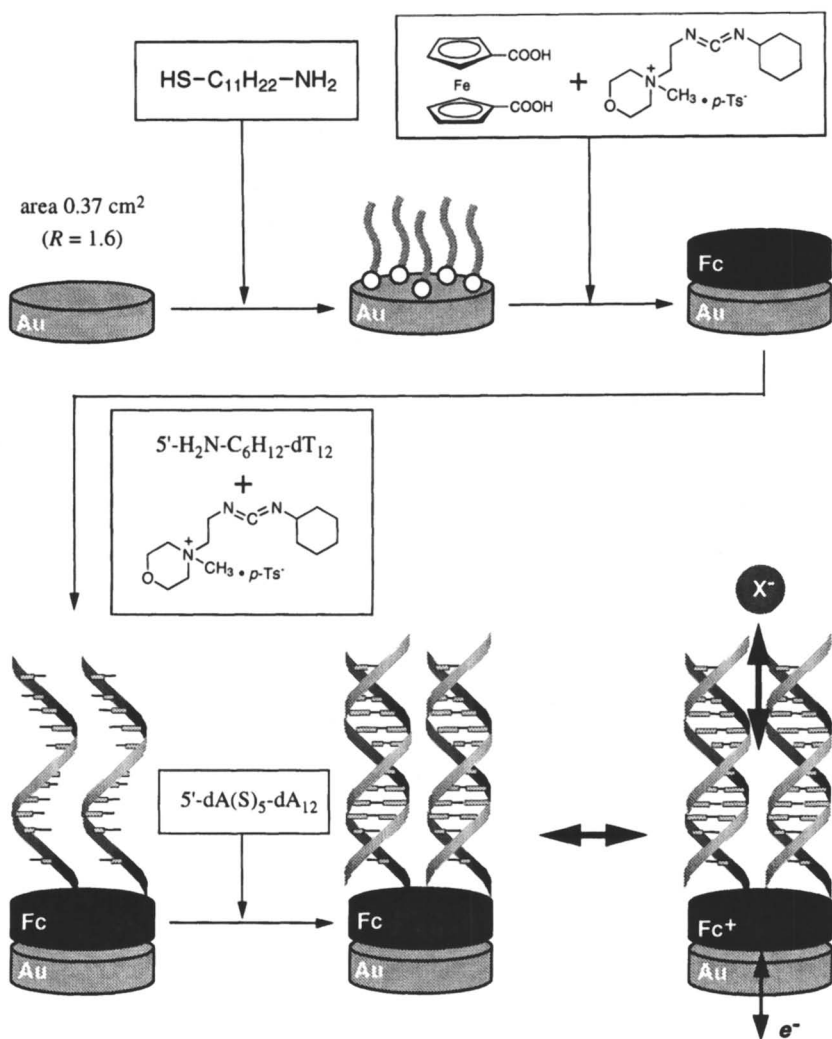 HS–C₁₁H₂₂–NH₂
COOH
Fe
COOH
+
N=C=N
N⁺
O
CH₃ • p-Ts⁻
area 0.37 cm²
(R = 1.6)
Au
Au
Fc
Au
5'-H₂N-C₆H₁₂-dT₁₂
+
N=C=N
N⁺
O
CH₃ • p-Ts⁻
X⁻
5'-dA(S)₅-dA₁₂
Fc
Au
Fc
Au
Fc⁺
Au
e⁻